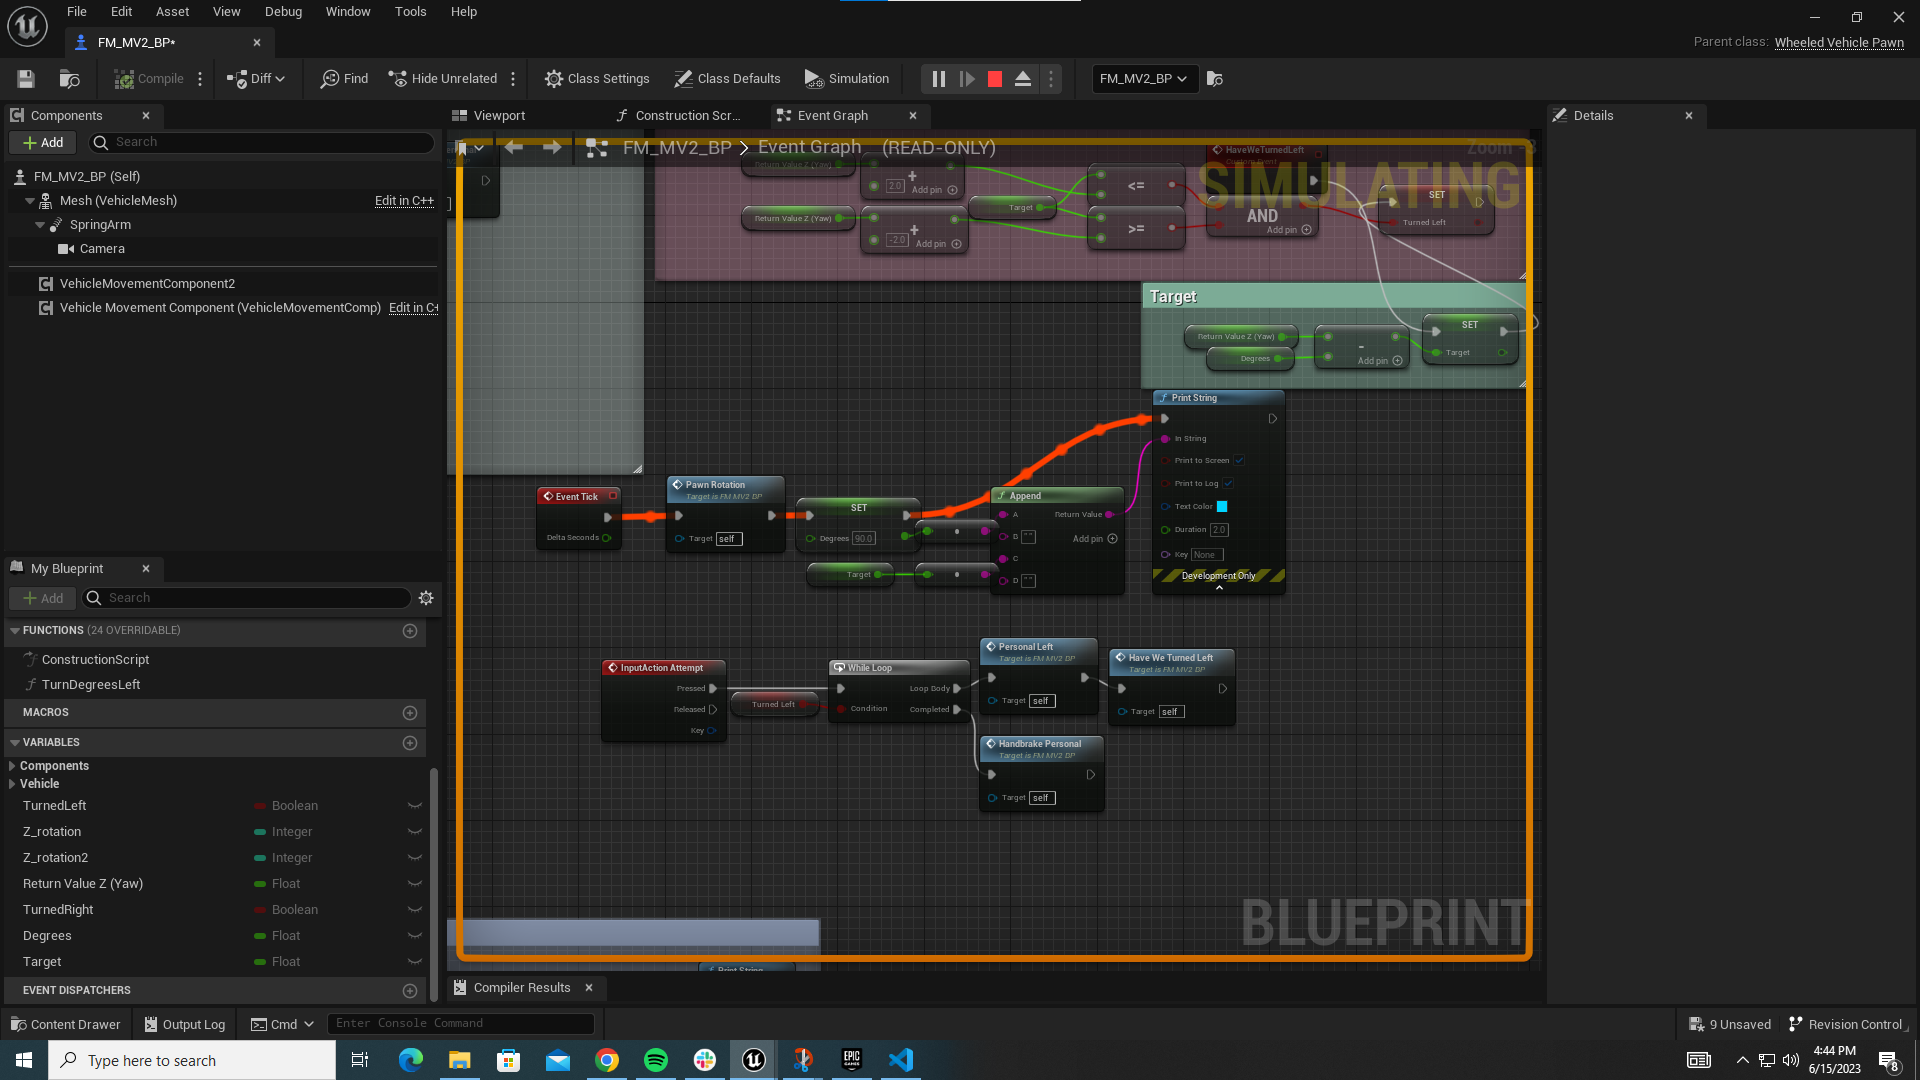 File Edit Asset View Debug Window Tools Help
FM_MV2_BP*
Parent class: Wheeled Vehicle Pawn
Compile Diff Find Hide Unrelated Class Settings Class Defaults Simulation FM_MV2_BP
Components
Viewport Construction Scr... Event Graph
Details
Add Search
FM_MV2_BP (Self)
Mesh (VehicleMesh) Edit in C++
SpringArm
Camera
VehicleMovementComponent2
Vehicle Movement Component (VehicleMovementComp) Edit in C+
FM_MV2_BP > Event Graph (READ-ONLY)
Zoom -3
SIMULATING
HaveWeTurnedLeft
Custom Event
Return Value Z (Yaw)
+
2.0 Add pin
Target
<=
SET
Turned Left
Return Value Z (Yaw)
+
-2.0 Add pin
>=
AND
Add pin
Target
Return Value Z (Yaw)
Degrees
-
Add pin
SET
Target
Print String
In String
Print to Screen
Print to Log
Text Color
Duration 2.0
Key None
Development Only
Event Tick
Delta Seconds
Pawn Rotation
Target is FM MV2 BP
Target self
SET
Degrees 90.0
Target
Append
A Return Value
B ""
Add pin
C
D ""
InputAction Attempt
Pressed
Released
Key
Turned Left
While Loop
Loop Body
Condition Completed
Personal Left
Target is FM MV2 BP
Target self
Have We Turned Left
Target is FM MV2 BP
Target self
Handbrake Personal
Target is FM MV2 BP
Target self
Print String
BLUEPRINT
My Blueprint
Add Search
FUNCTIONS (24 OVERRIDABLE)
ConstructionScript
TurnDegreesLeft
MACROS
VARIABLES
Components
Vehicle
TurnedLeft Boolean
Z_rotation Integer
Z_rotation2 Integer
Return Value Z (Yaw) Float
TurnedRight Boolean
Degrees Float
Target Float
EVENT DISPATCHERS
Compiler Results
Content Drawer Output Log Cmd Enter Console Command 9 Unsaved Revision Control
Type here to search
EPIC
GAMES
4:44 PM
6/15/2023
8